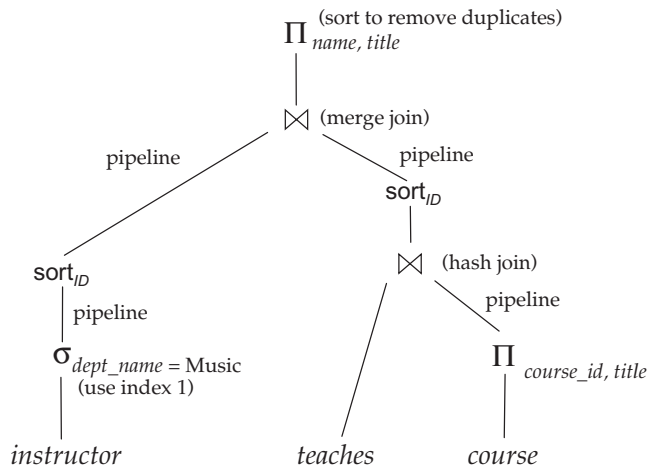 (sort to remove duplicates)
Π name, title
⋈ (merge join)
pipeline
pipeline
sort ID
sort ID
⋈ (hash join)
pipeline
pipeline
σ dept_name = Music
(use index 1)
Π course_id, title
instructor
teaches
course